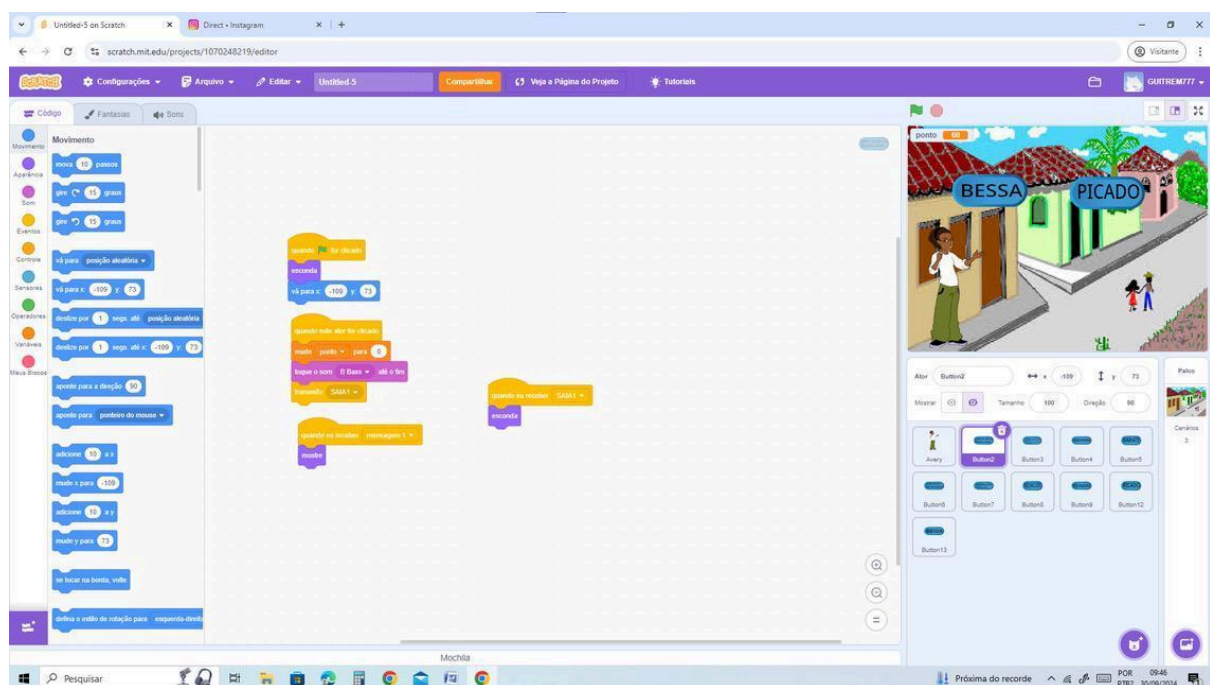 Untitled-5 on Scratch
Direct • Instagram
scratch.mit.edu/projects/1070248219/editor
Visitante
SCRATCH
Configurações
Arquivo
Editar
Untitled-5
Compartilhar
Veja a Página do Projeto
Tutoriais
GUITREM777
Código
Fantasias
Sons
Movimento
Aparência
Som
Eventos
Controle
Sensores
Operadores
Variáveis
Meus Blocos
Movimento
mova 10 passos
gire 15 graus
gire 15 graus
vá para posição aleatória
vá para x: -109 y: 73
deslize por 1 segs. até posição aleatória
deslize por 1 segs. até x: -109 y: 73
aponte para a direção 90
aponte para ponteiro do mouse
adicione 10 a x
mude x para -109
adicione 10 a y
mude y para 73
se tocar na borda, volte
defina o estilo de rotação para esquerda-direita
quando for clicado
esconda
vá para x: -109 y: 73
quando este ator for clicado
mude ponto para 0
toque o som B Bass até o fim
transmita SAIA1
quando eu receber mensagem 1
mostre
quando eu receber SAIA1
esconda
ponto 60
BESSA
PICADO
Ator Button2 x -109 y 73
Mostrar Tamanho 100 Direção 90
Palco
Cenários
3
Avery
Button2
Button3
Button4
Button5
Button6
Button7
Button8
Button9
Button12
Button13
Mochila
Pesquisar
Próxima do recorde
POR
PTB2
09:46
30/09/2024